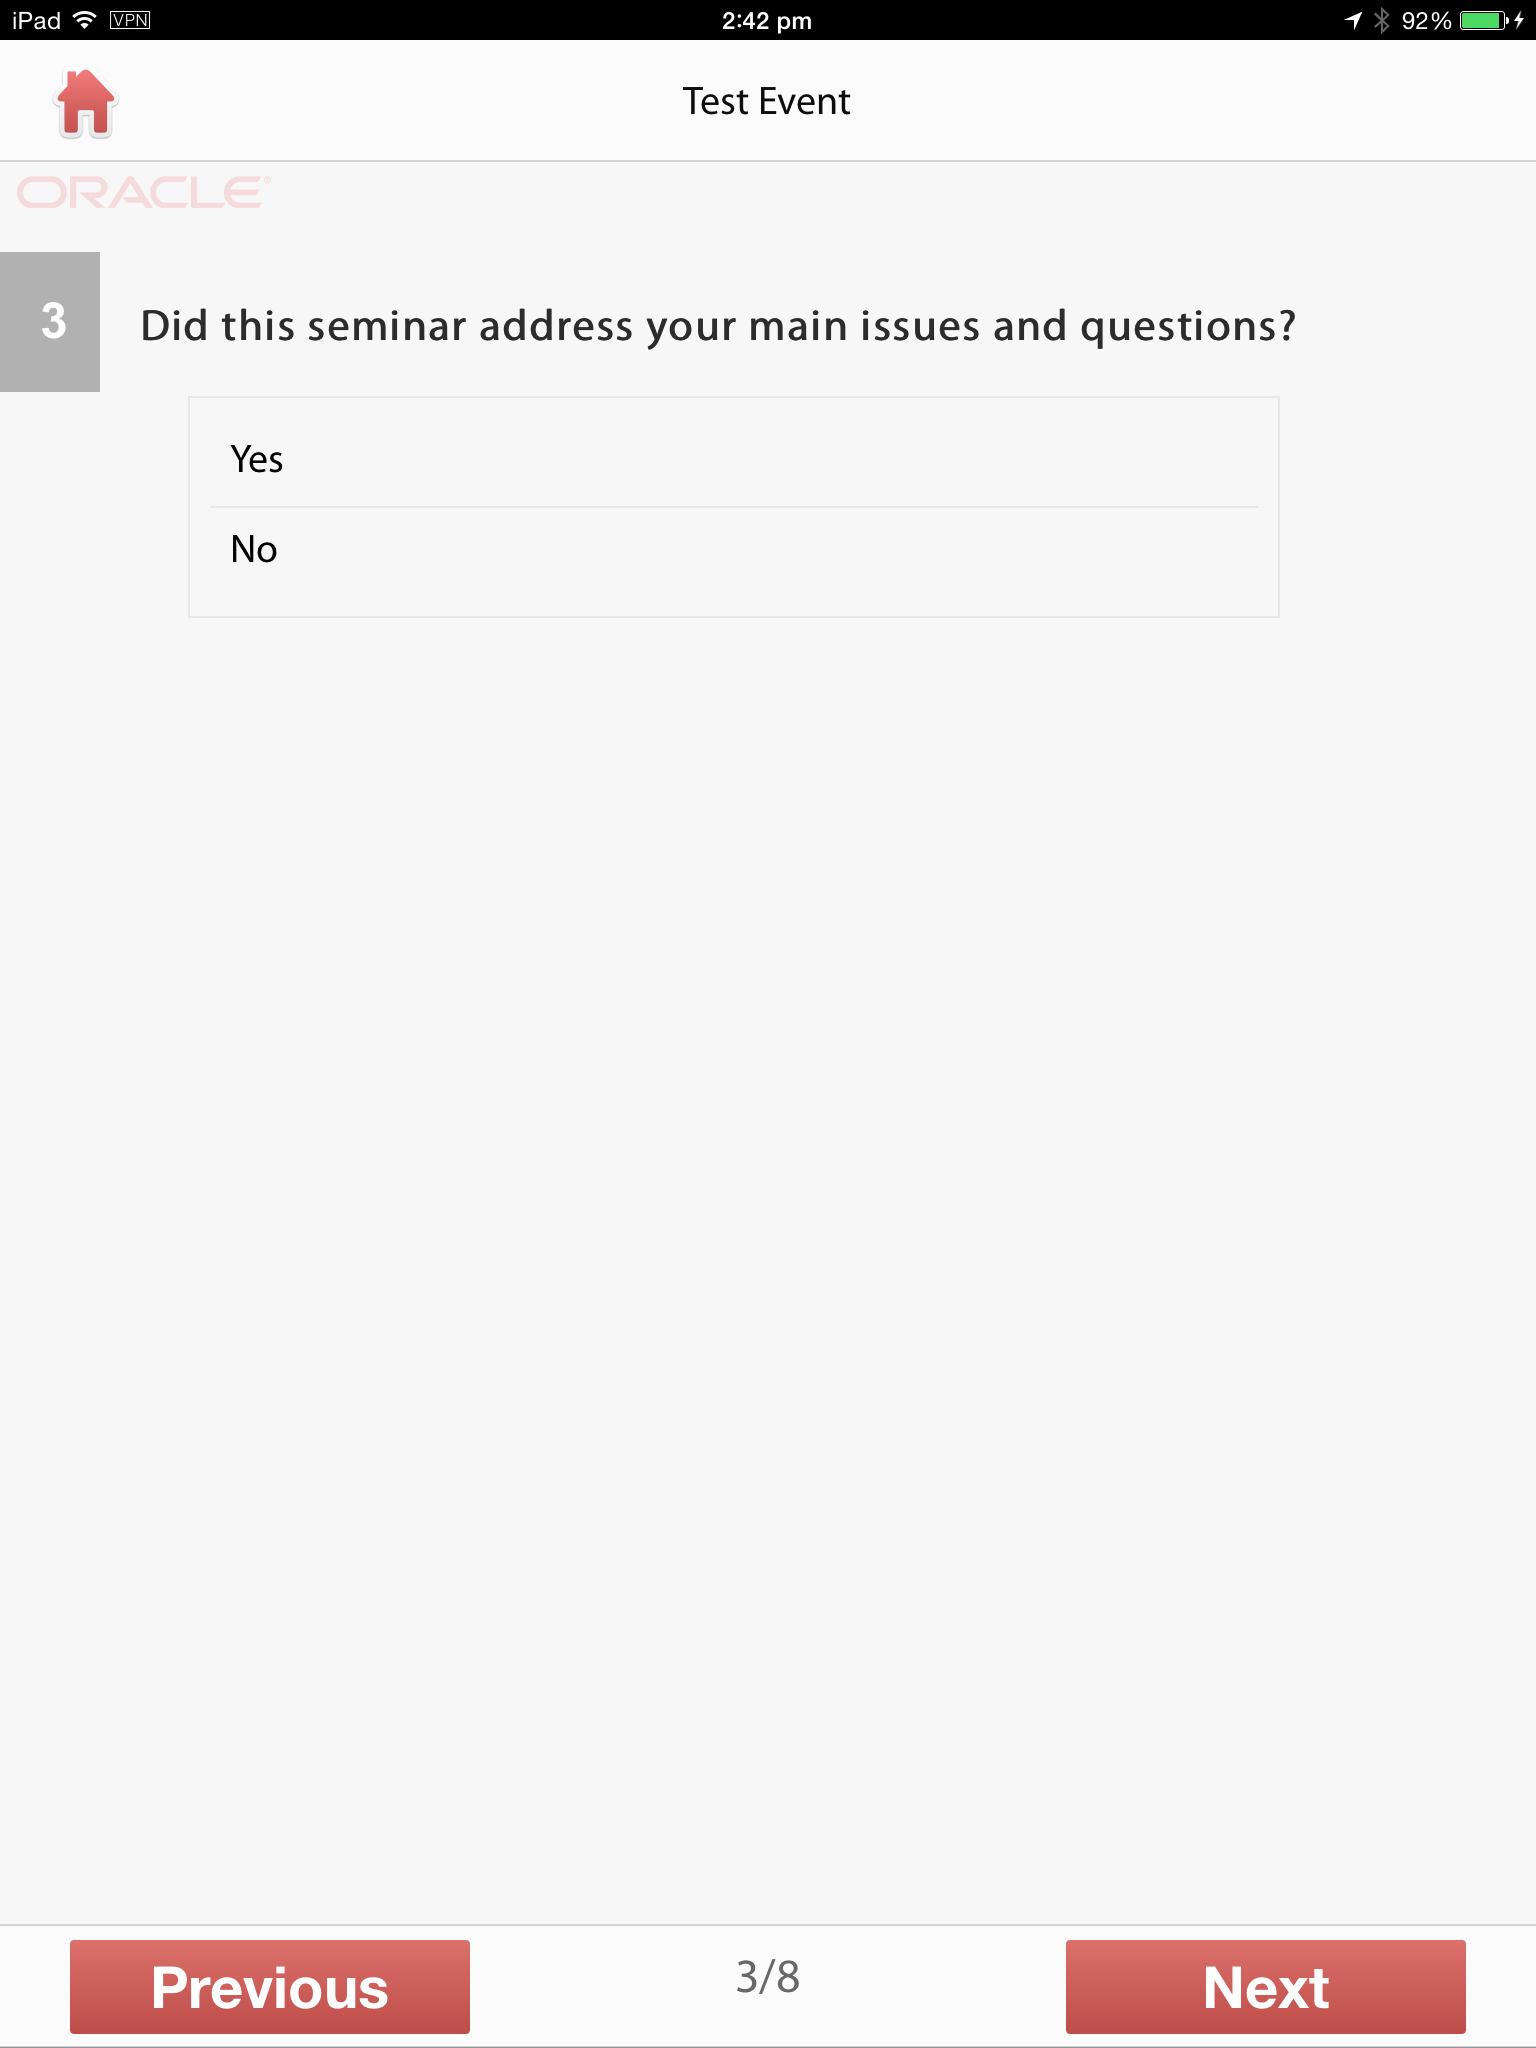 iPad VPN 2:42 pm 92%
Test Event
ORACLE®
3 Did this seminar address your main issues and questions?
Yes
No
Previous 3/8 Next